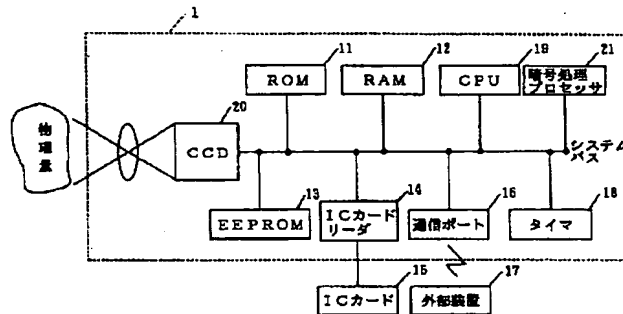 1
11
12
19
21
ROM
RAM
CPU
暗号処理
プロセッサ
20
物理量
CCD
システム
バス
13
14
16
18
EEPROM
ICカード
リーダ
通信ポート
タイマ
15
17
ICカード
外部装置